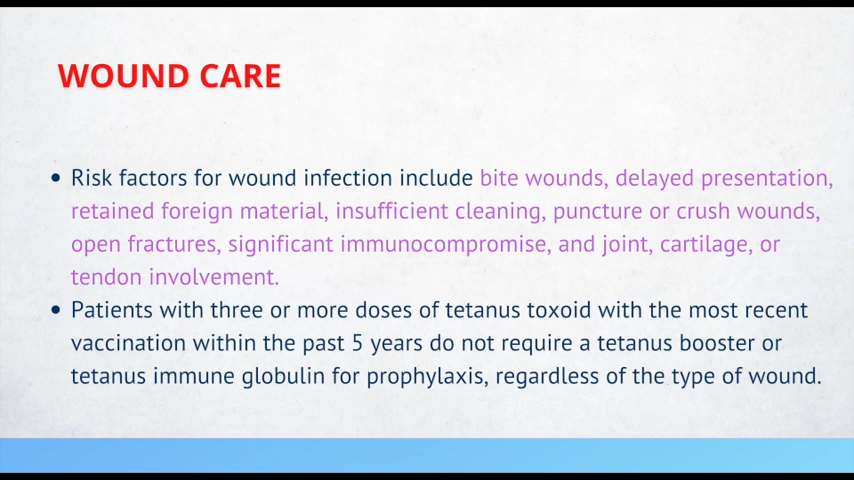 WOUND CARE
• Risk factors for wound infection include bite wounds, delayed presentation,
retained foreign material, insufficient cleaning, puncture or crush wounds,
open fractures, significant immunocompromise, and joint, cartilage, or
tendon involvement.
• Patients with three or more doses of tetanus toxoid with the most recent
vaccination within the past 5 years do not require a tetanus booster or
tetanus immune globulin for prophylaxis, regardless of the type of wound.